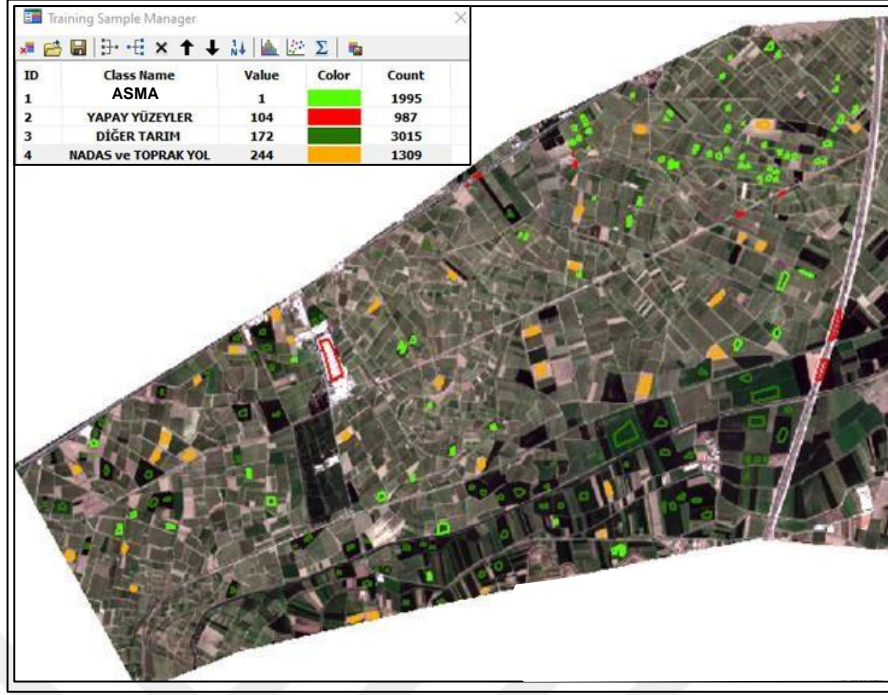 Training Sample Manager
ID Class Name Value Color Count
1 ASMA 1 1995
2 YAPAY YÜZEYLER 104 987
3 DİĞER TARIM 172 3015
4 NADAS ve TOPRAK YOL 244 1309